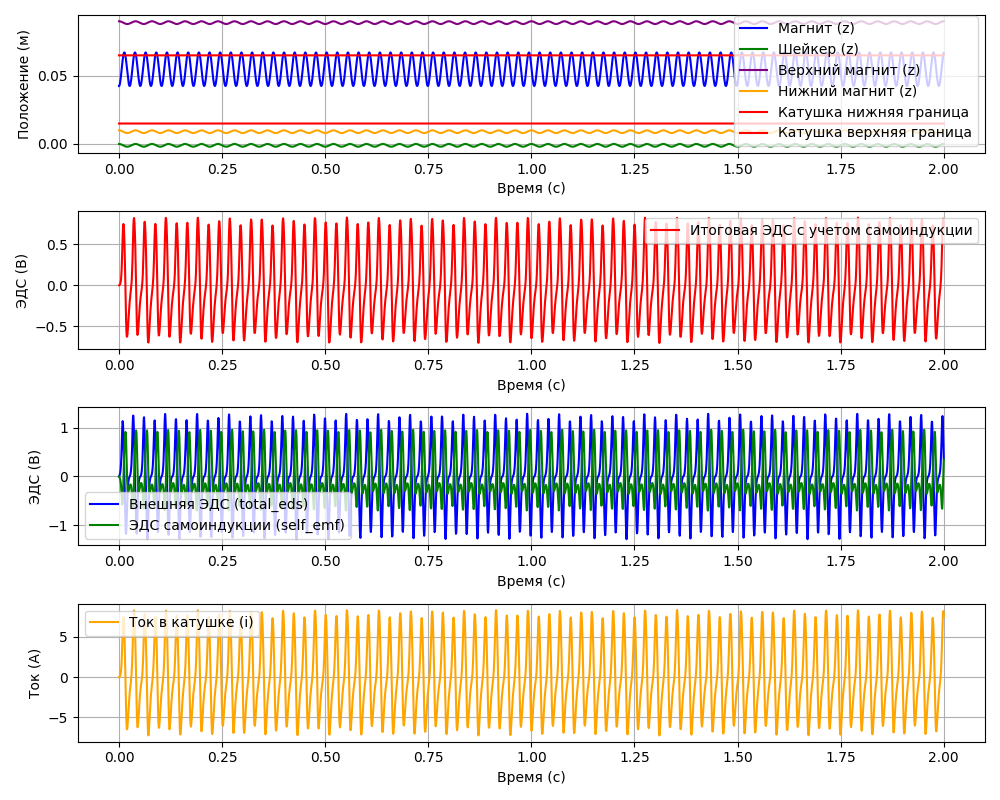 Положение (м)
0.05
0.00
Магнит (z)
Шейкер (z)
Верхний магнит (z)
Нижний магнит (z)
Катушка нижняя граница
Катушка верхняя граница
0.00 0.25 0.50 0.75 1.00 1.25 1.50 1.75 2.00
Время (с)
ЭДС (В)
0.5
0.0
−0.5
Итоговая ЭДС с учетом самоиндукции
0.00 0.25 0.50 0.75 1.00 1.25 1.50 1.75 2.00
Время (с)
ЭДС (В)
1
0
−1
Внешняя ЭДС (total_eds)
ЭДС самоиндукции (self_emf)
0.00 0.25 0.50 0.75 1.00 1.25 1.50 1.75 2.00
Время (с)
Ток (А)
5
0
−5
Ток в катушке (i)
0.00 0.25 0.50 0.75 1.00 1.25 1.50 1.75 2.00
Время (с)